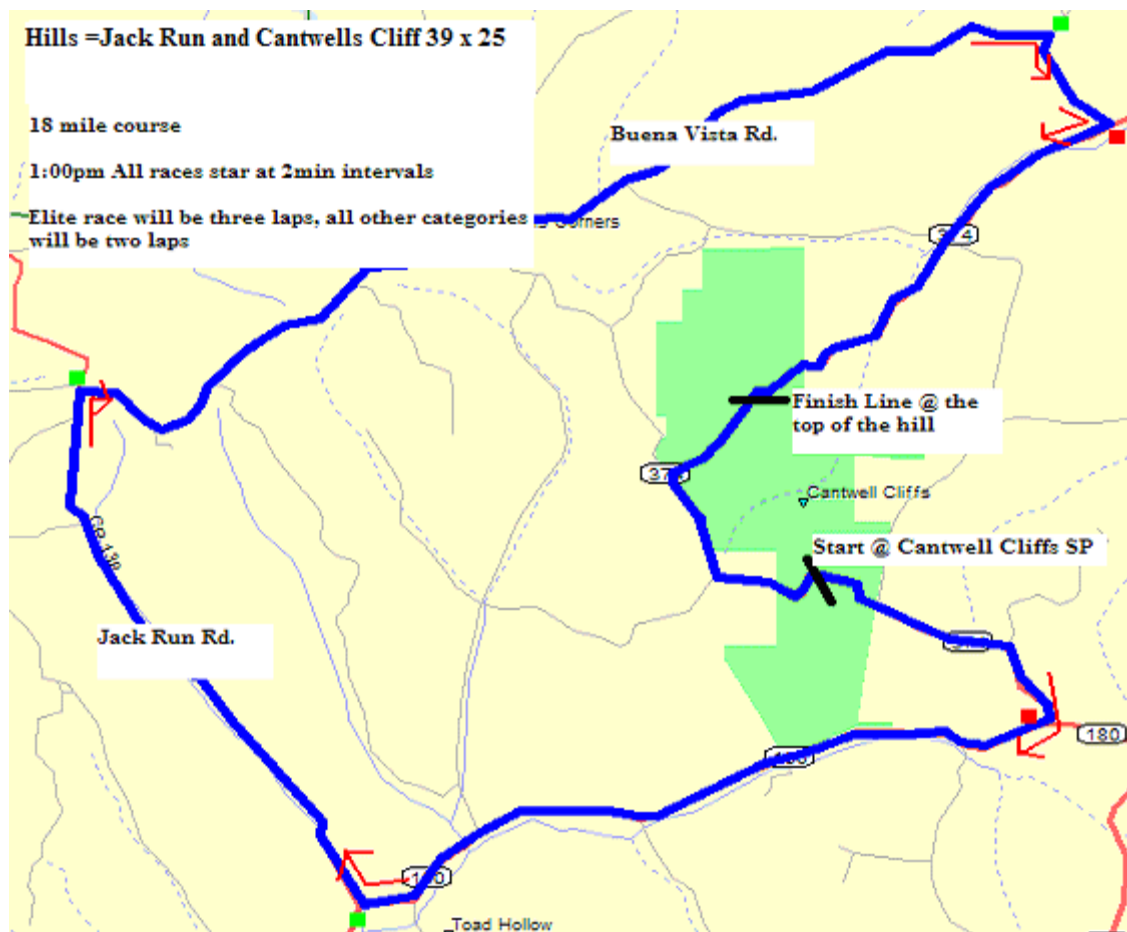 Hills =Jack Run and Cantwells Cliff 39 x 25
18 mile course
1:00pm All races star at 2min intervals
Elite race will be three laps, all other categories
will be two laps
Buena Vista Rd.
Corners
374
Finish Line @ the
top of the hill
Cantwell Cliffs
Start @ Cantwell Cliffs SP
Jack Run Rd.
180
Toad Hollow